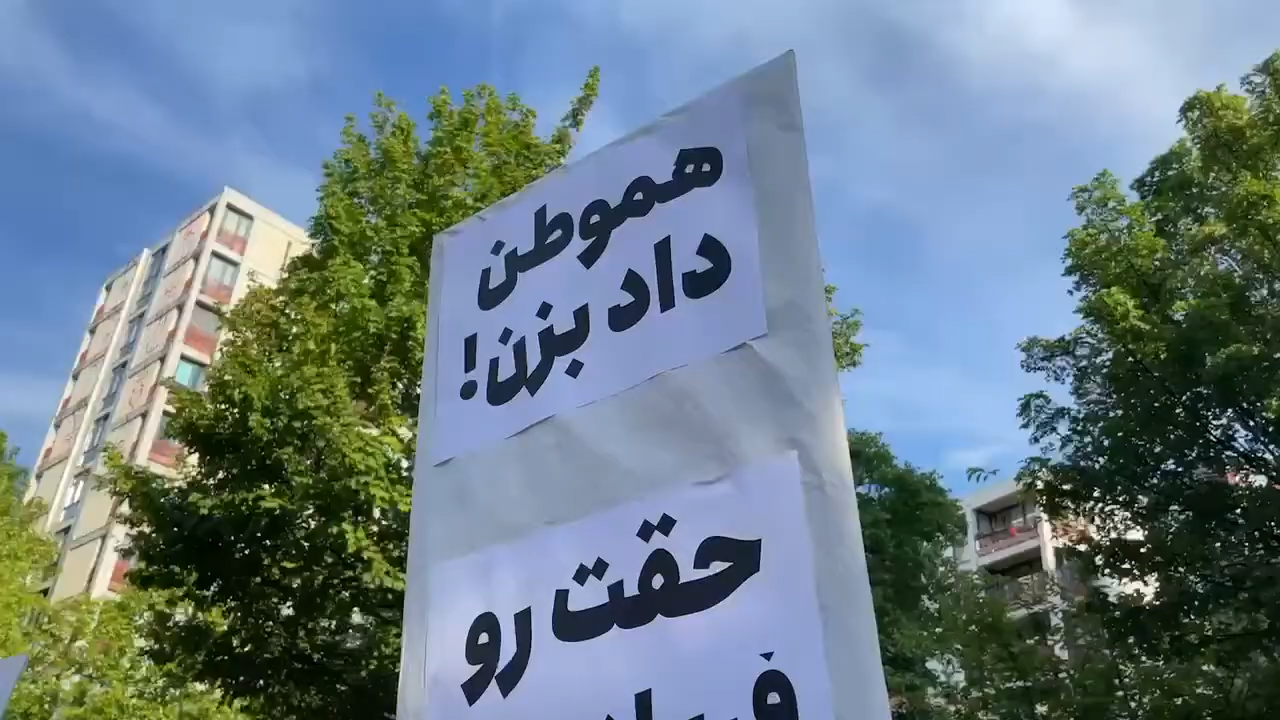 هموطن
داد بزن!
حقت رو